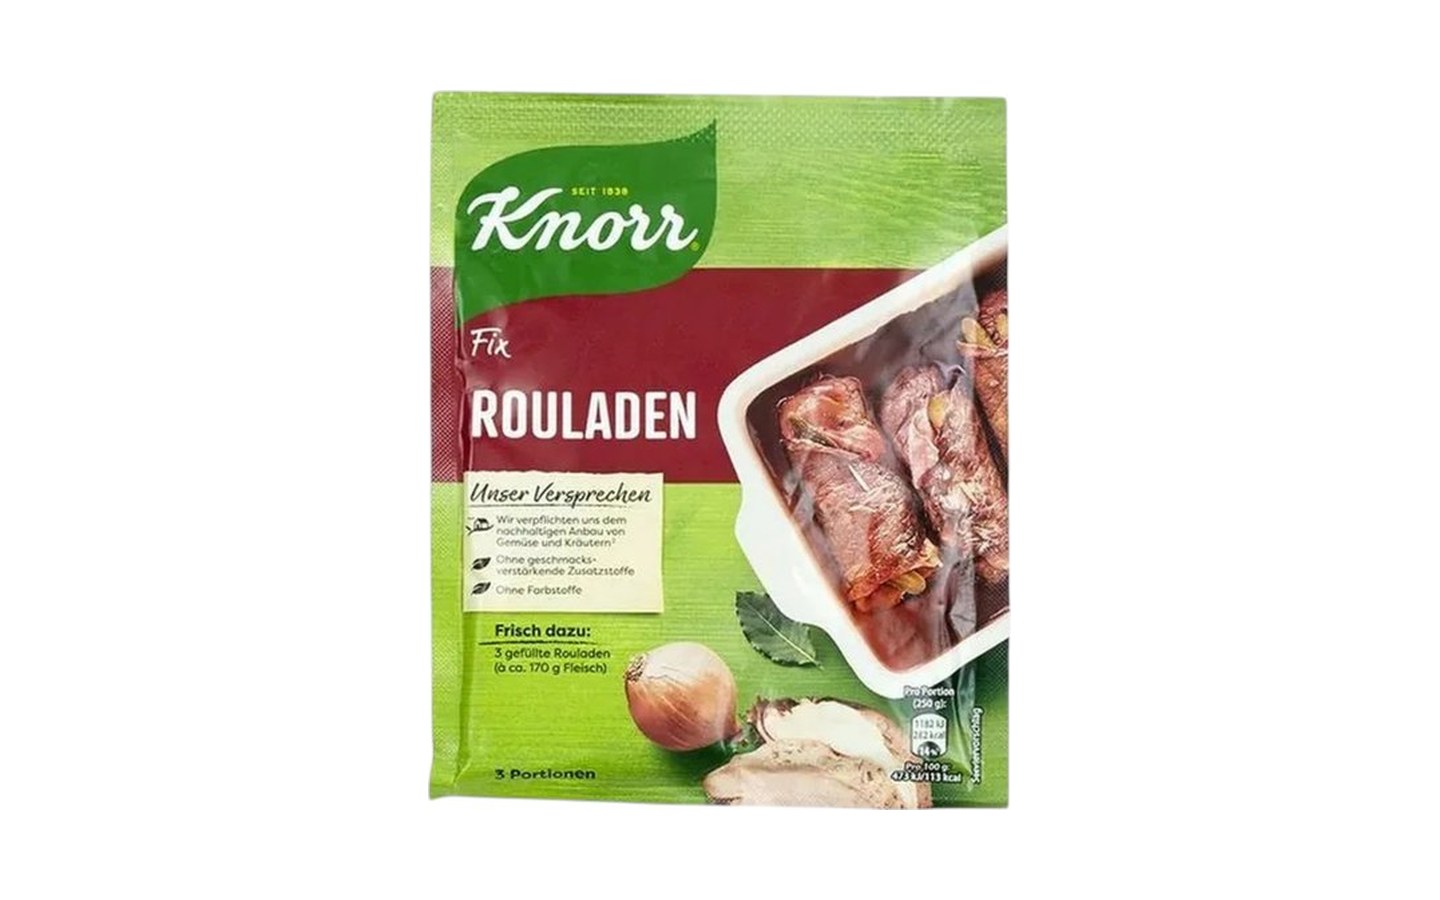 SEIT 1838
Knorr
Fix
ROULADEN
Unser Versprechen
Wir verpflichten uns dem
nachhaltigen Anbau von
Gemüse und Kräutern²
Ohne geschmacks-
verstärkende Zusatzstoffe
Ohne Farbstoffe
Frisch dazu:
3 gefüllte Rouladen
(à ca. 170 g Fleisch)
3 Portionen
Pro Portion
(250 g):
1182 kJ
282 kcal
14%
Pro 100 g:
473 kJ/113 kcal
Serviervorschlag